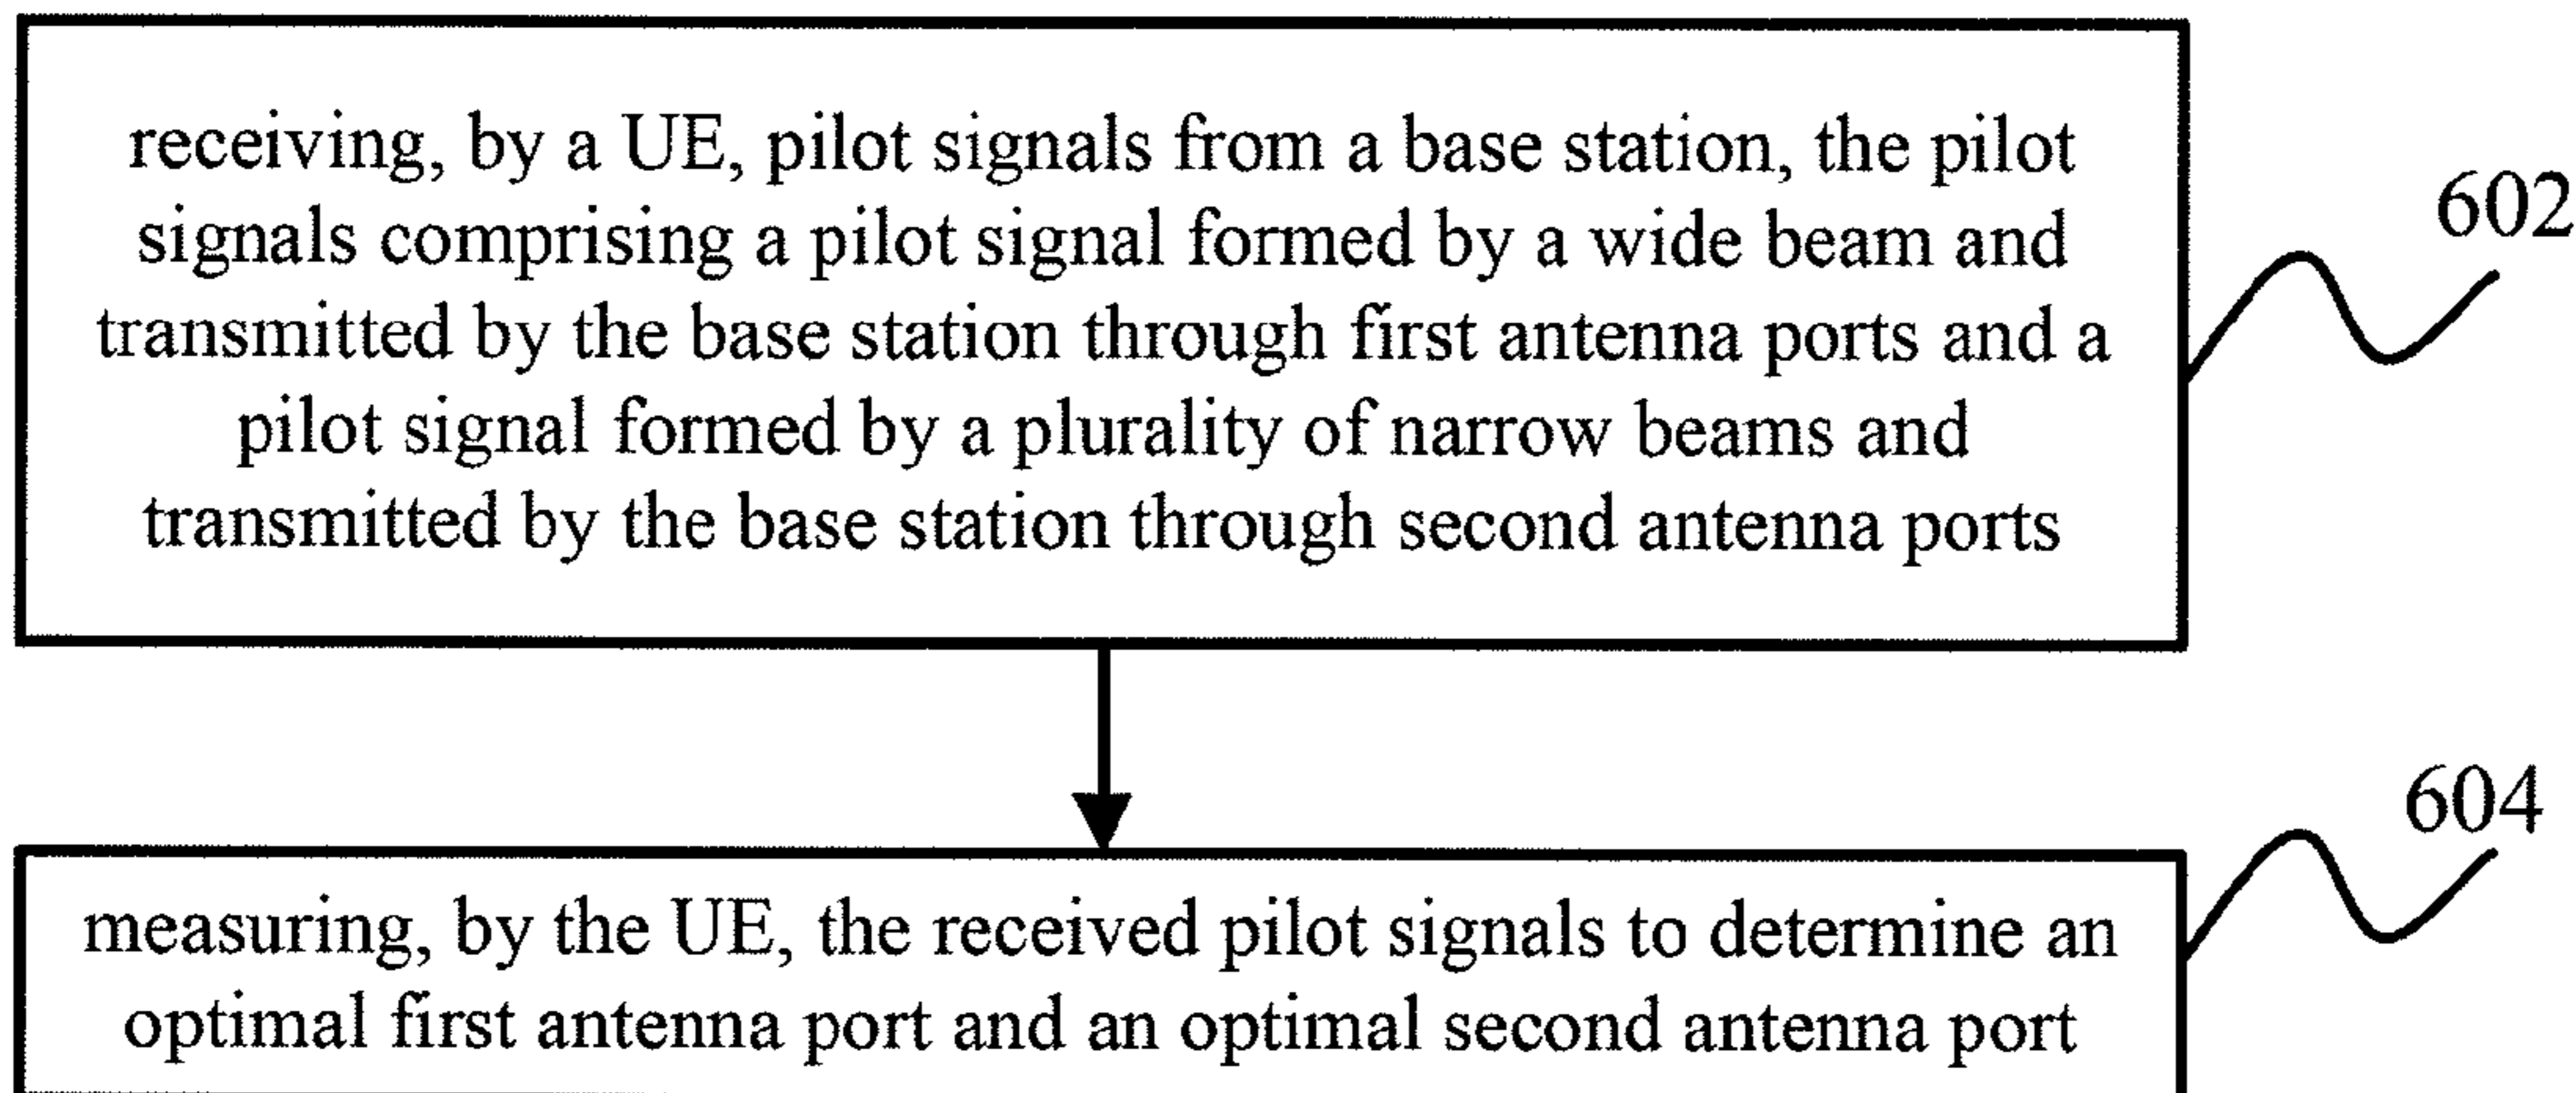 receiving, by a UE, pilot signals from a base station, the pilot
signals comprising a pilot signal formed by a wide beam and
transmitted by the base station through first antenna ports and a
pilot signal formed by a plurality of narrow beams and
transmitted by the base station through second antenna ports
602
604
measuring, by the UE, the received pilot signals to determine an
optimal first antenna port and an optimal second antenna port